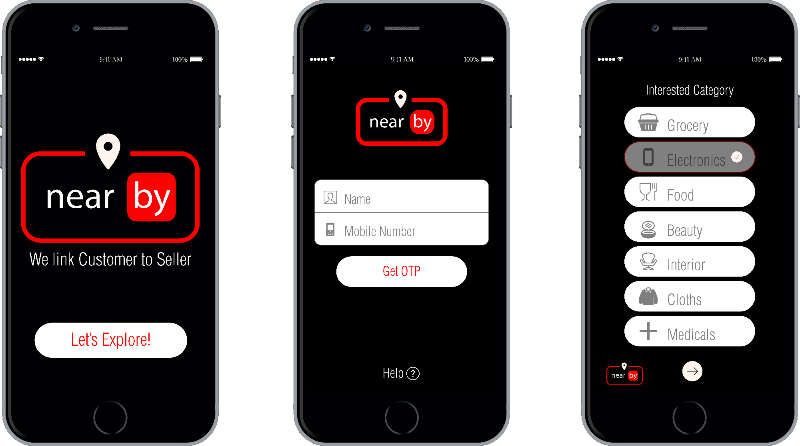 9:41 AM 100%
near by
We link Customer to Seller
Let's Explore!
9:41 AM 100%
near by
Name
Mobile Number
Get OTP
Help ?
9:41 AM 100%
Interested Category
Grocery
Electronics
Food
Beauty
Interior
Cloths
Medicals
near by